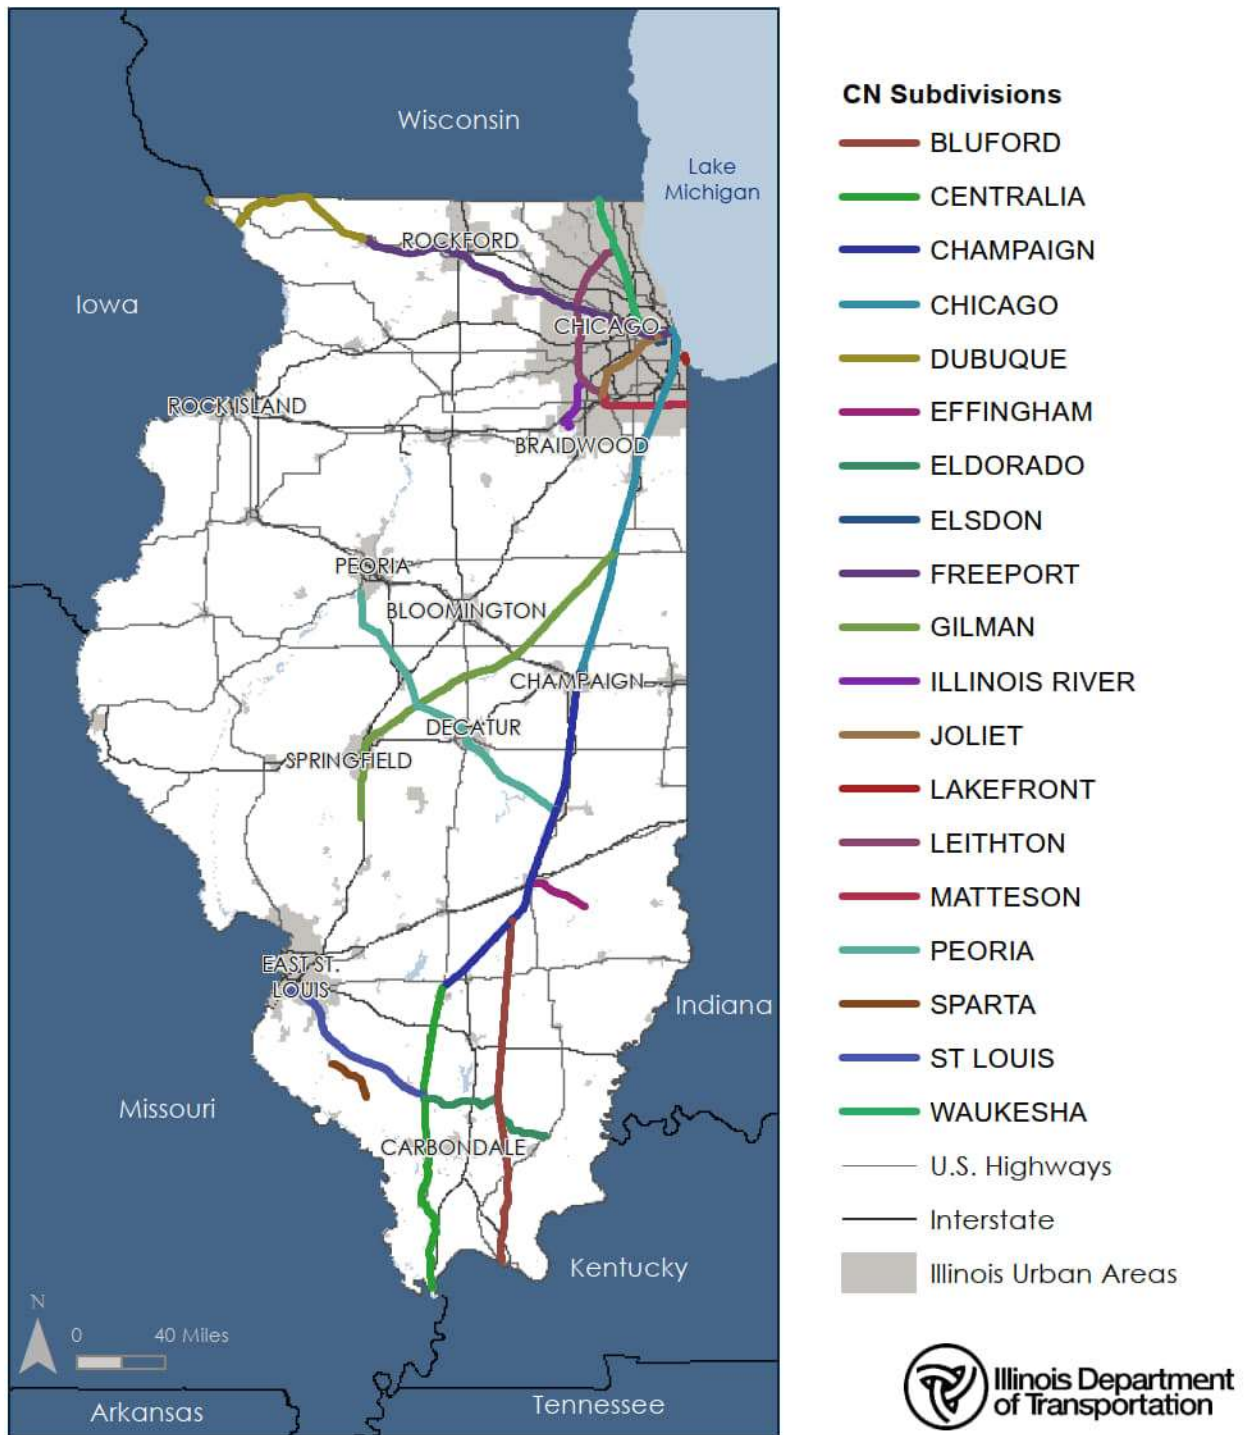 Wisconsin
Lake
Michigan
ROCKFORD
Iowa
CHICAGO
ROCK ISLAND
BRAIDWOOD
PEORIA
BLOOMINGTON
CHAMPAIGN
DECATUR
SPRINGFIELD
EAST ST.
LOUIS
Indiana
Missouri
CARBONDALE
Kentucky
N
0 40 Miles
Arkansas
Tennessee
CN Subdivisions
BLUFORD
CENTRALIA
CHAMPAIGN
CHICAGO
DUBUQUE
EFFINGHAM
ELDORADO
ELSDON
FREEPORT
GILMAN
ILLINOIS RIVER
JOLIET
LAKEFRONT
LEITHTON
MATTESON
PEORIA
SPARTA
ST LOUIS
WAUKESHA
U.S. Highways
Interstate
Illinois Urban Areas
Illinois Department
of Transportation